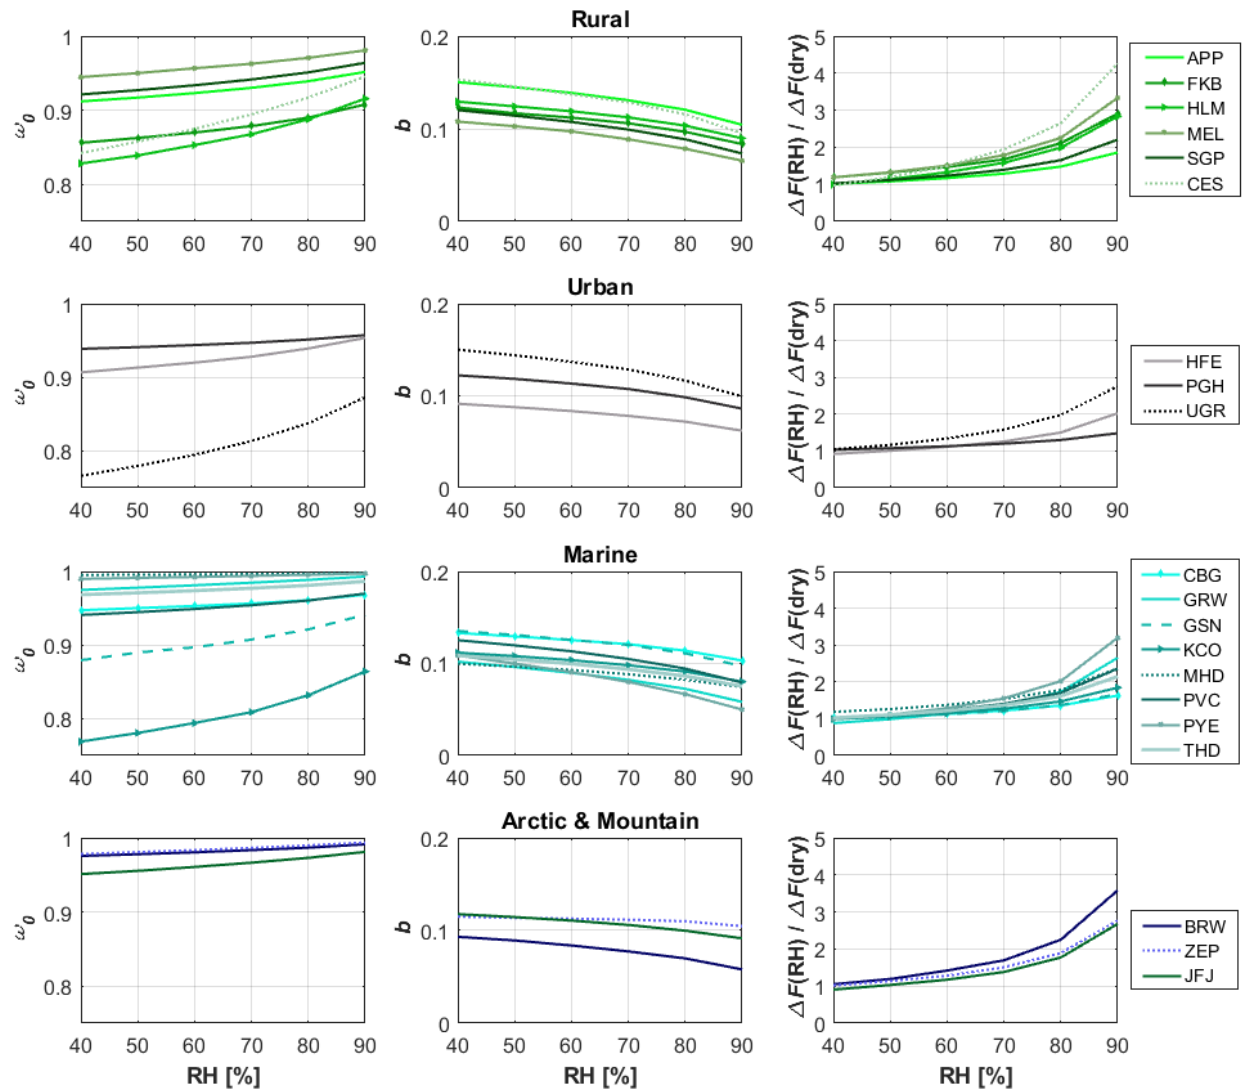 Rural
1
0.9
0.8
ω₀
40 50 60 70 80 90
0.2
0.1
0
b
40 50 60 70 80 90
5
4
3
2
1
0
ΔF(RH) / ΔF(dry)
40 50 60 70 80 90
APP
FKB
HLM
MEL
SGP
CES
Urban
1
0.9
0.8
ω₀
40 50 60 70 80 90
0.2
0.1
0
b
40 50 60 70 80 90
5
4
3
2
1
0
ΔF(RH) / ΔF(dry)
40 50 60 70 80 90
HFE
PGH
UGR
Marine
1
0.9
0.8
ω₀
40 50 60 70 80 90
0.2
0.1
0
b
40 50 60 70 80 90
5
4
3
2
1
0
ΔF(RH) / ΔF(dry)
40 50 60 70 80 90
CBG
GRW
GSN
KCO
MHD
PVC
PYE
THD
Arctic & Mountain
1
0.9
0.8
ω₀
40 50 60 70 80 90
RH [%]
0.2
0.1
0
b
40 50 60 70 80 90
RH [%]
5
4
3
2
1
0
ΔF(RH) / ΔF(dry)
40 50 60 70 80 90
RH [%]
BRW
ZEP
JFJ